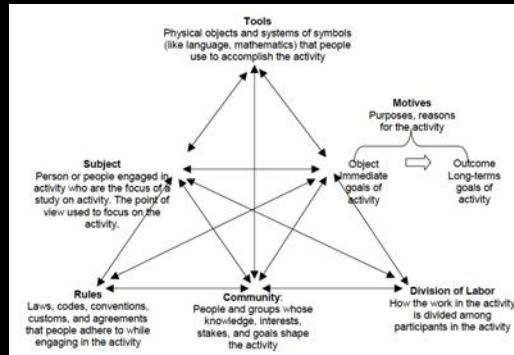 Tools
Physical objects and systems of symbols
(like language, mathematics) that people
use to accomplish the activity
Motives
Purposes, reasons
for the activity
Subject
Person or people engaged in
activity who are the focus of a
study on activity. The point of
view used to focus on the
activity.
Object
Immediate
goals of
activity
Outcome
Long-terms
goals of
activity
Rules
Laws, codes, conventions,
customs, and agreements
that people adhere to while
engaging in the activity
Community:
People and groups whose
knowledge, interests,
stakes, and goals shape
the activity
Division of Labor
How the work in the activity
is divided among
participants in the activity